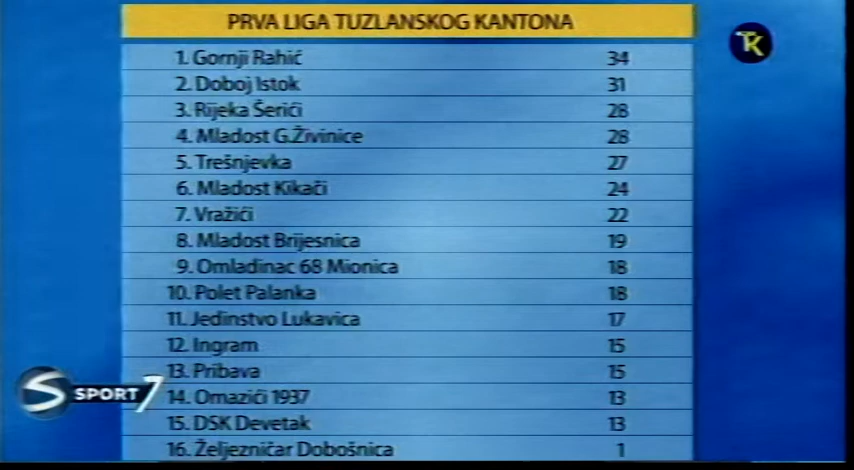 PRVA LIGA TUZLANSKOG KANTONA
TK
1. Gornji Rahić 34
2. Doboj Istok 31
3. Rijeka Šerići 28
4. Mladost G.Živinice 28
5. Trešnjevka 27
6. Mladost Kikači 24
7. Vražići 22
8. Mladost Brijesnica 19
9. Omladinac 68 Mionica 18
10. Polet Palanka 18
11. Jedinstvo Lukavica 17
12. Ingram 15
13. Pribava 15
14. Omazići 1937 13
15. DSK Devetak 13
16. Željezničar Dobošnica 1
S SPORT 7